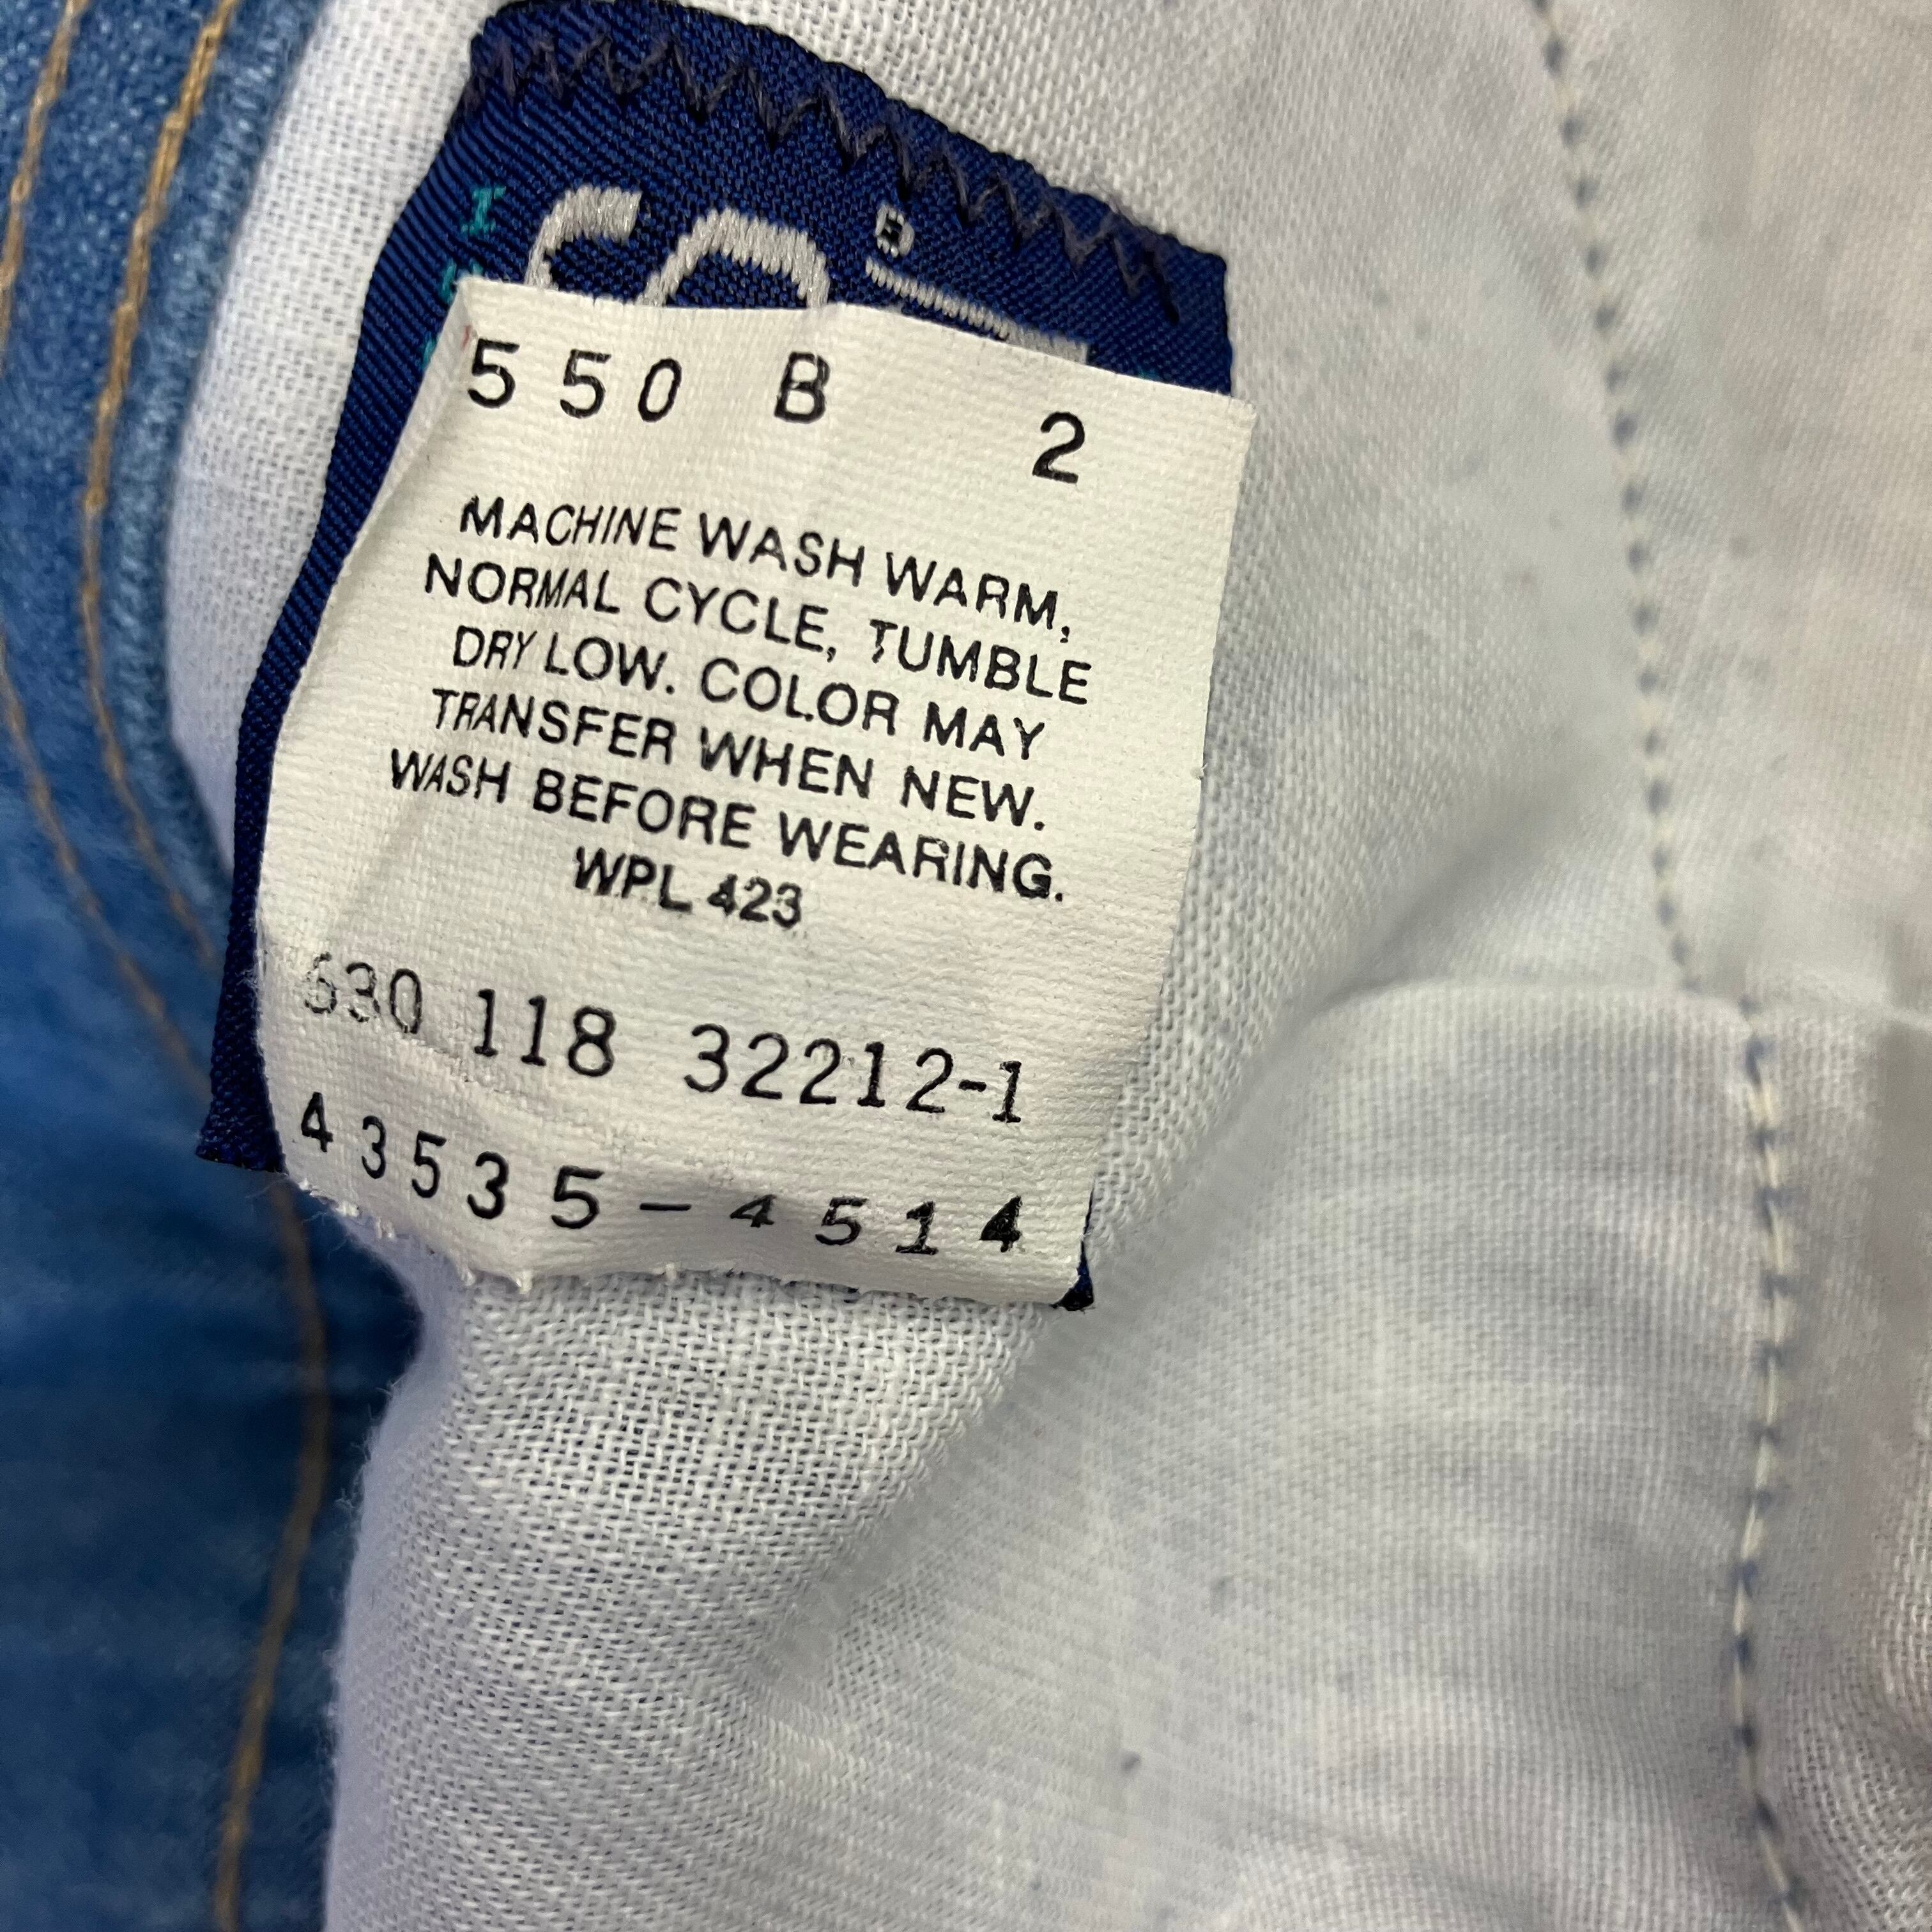 550 B 2
MACHINE WASH WARM,
NORMAL CYCLE, TUMBLE
DRY LOW. COLOR MAY
TRANSFER WHEN NEW.
WASH BEFORE WEARING.
WPL 423
630 118 32212-1
43535-4514